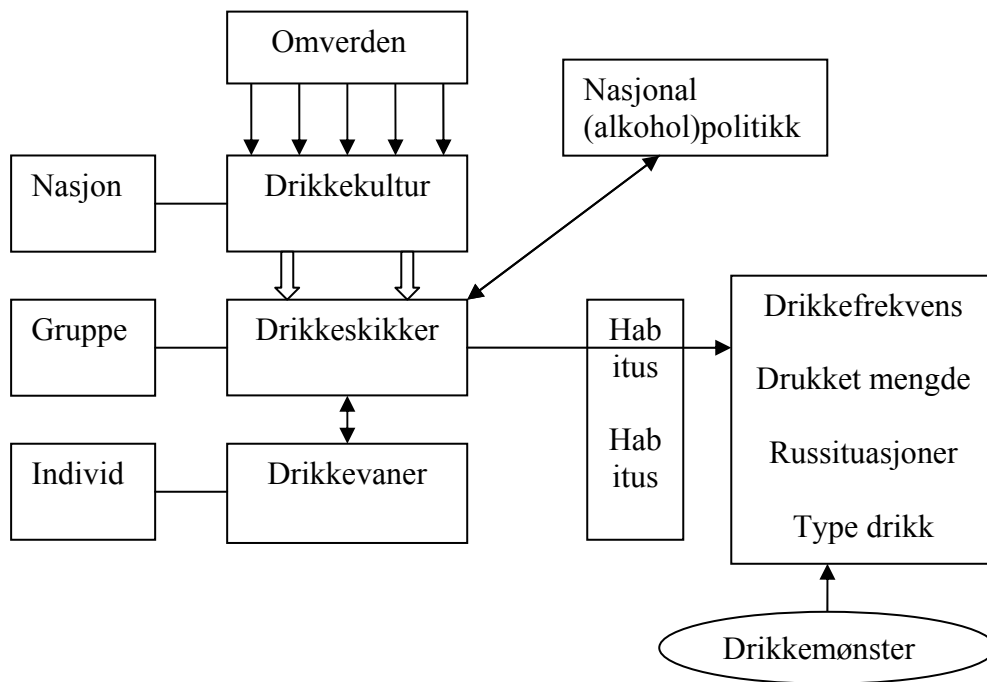 Omverden
Nasjonal
(alkohol)politikk
Nasjon
Drikkekultur
Gruppe
Drikkeskikker
Hab
itus
Hab
itus
Drikkefrekvens
Drukket mengde
Russituasjoner
Type drikk
Individ
Drikkevaner
Drikkemønster